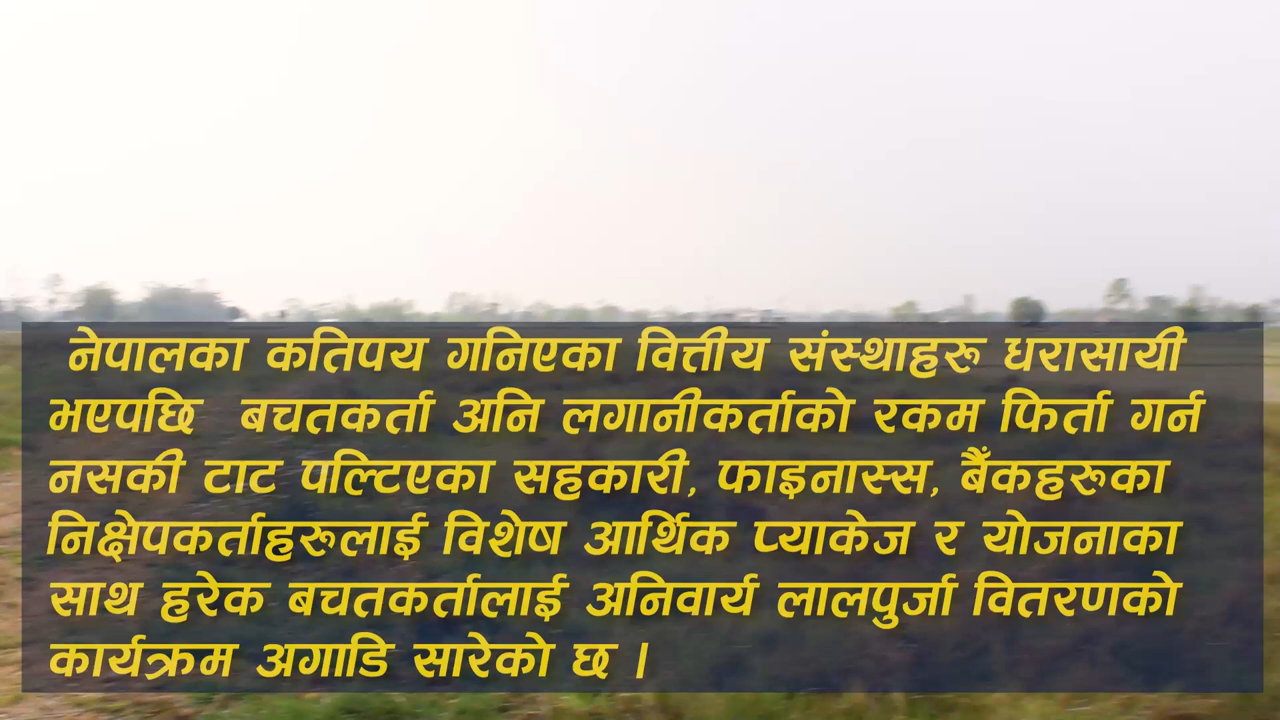 नेपालका कतिपय गनिएका वित्तीय संस्थाहरू धरासायी
भएपछि बचतकर्ता अनि लगानीकर्ताको रकम फिर्ता गर्न
नसकी टाट पल्टिएका सहकारी, फाइनास्स, बैंकहरूका
निक्षेपकर्ताहरूलाई विशेष आर्थिक प्याकेज र योजनाका
साथ हरेक बचतकर्तालाई अनिवार्य लालपुर्जा वितरणको
कार्यक्रम अगाडि सारेको छ ।